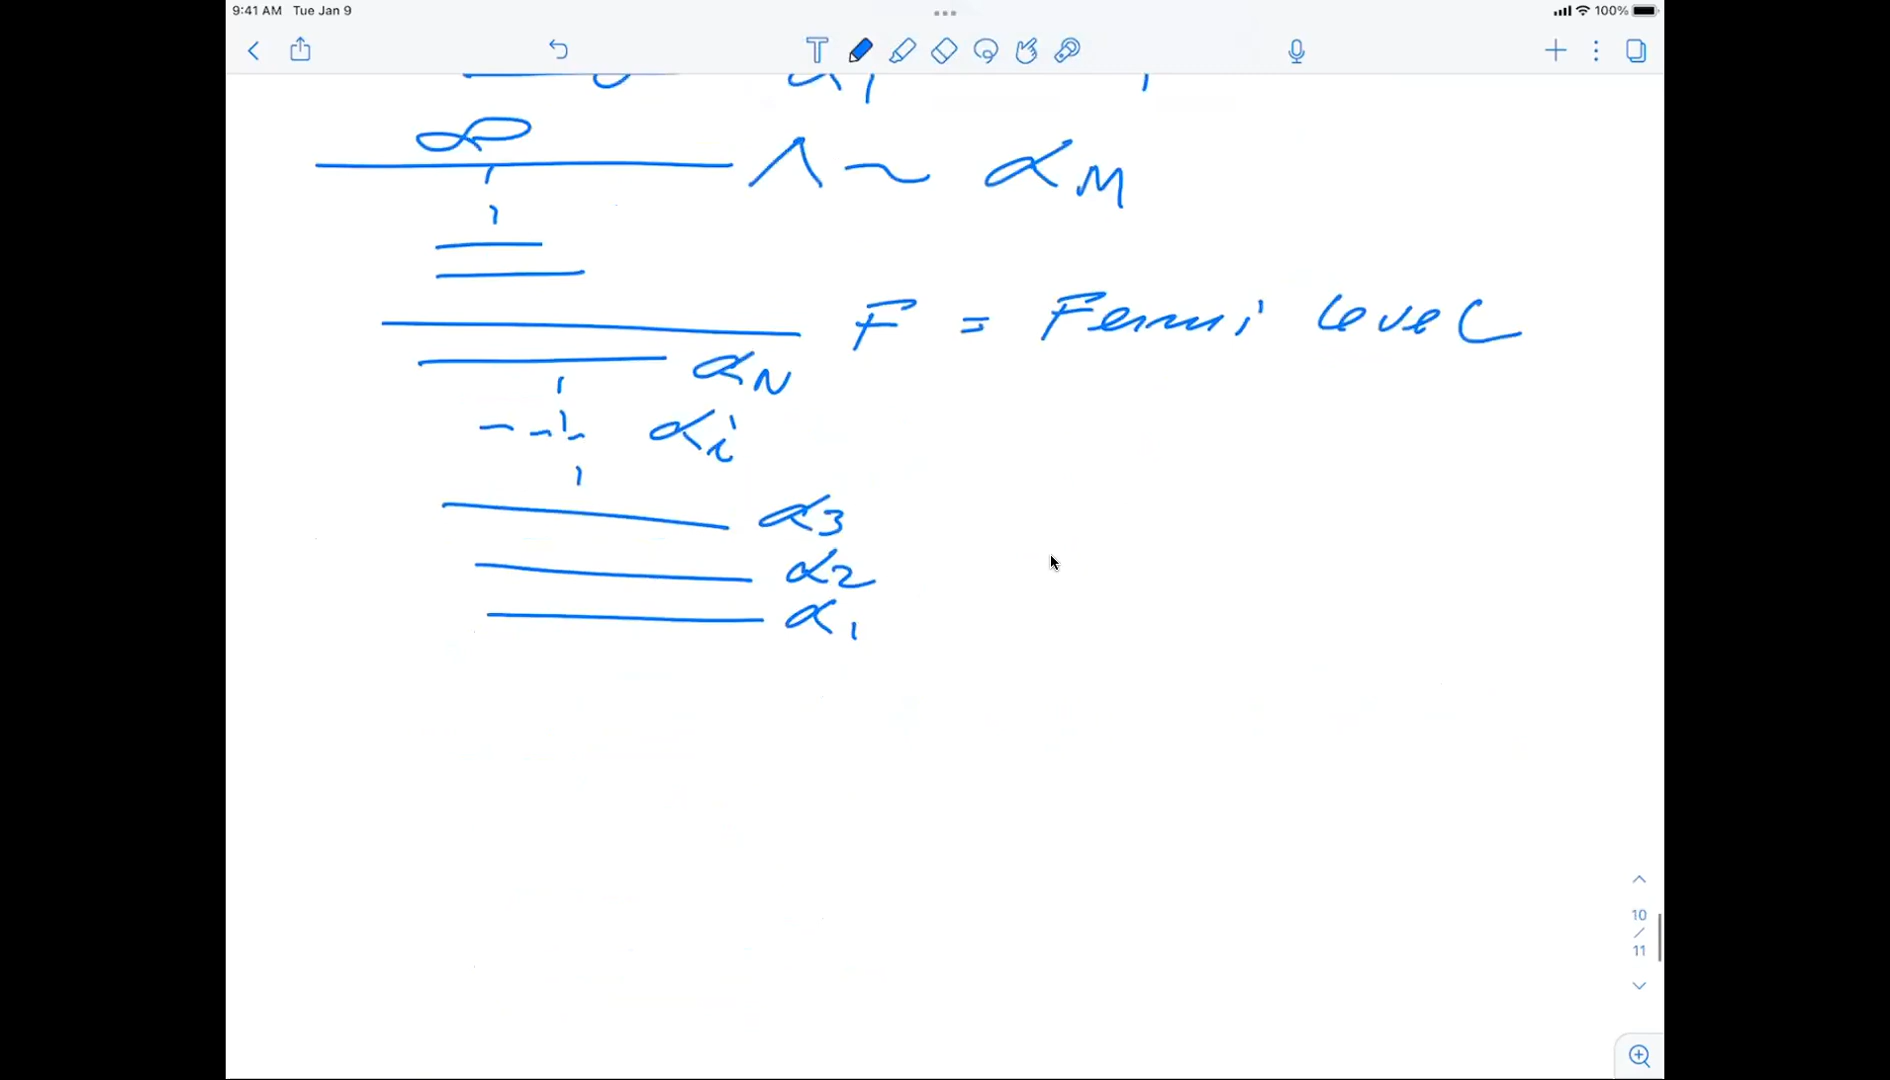 9:41 AM Tue Jan 9
100%
∞
Λ ~ α_M
F = Fermi level
α_N
α_i
α_3
α_2
α_1
10
/
11